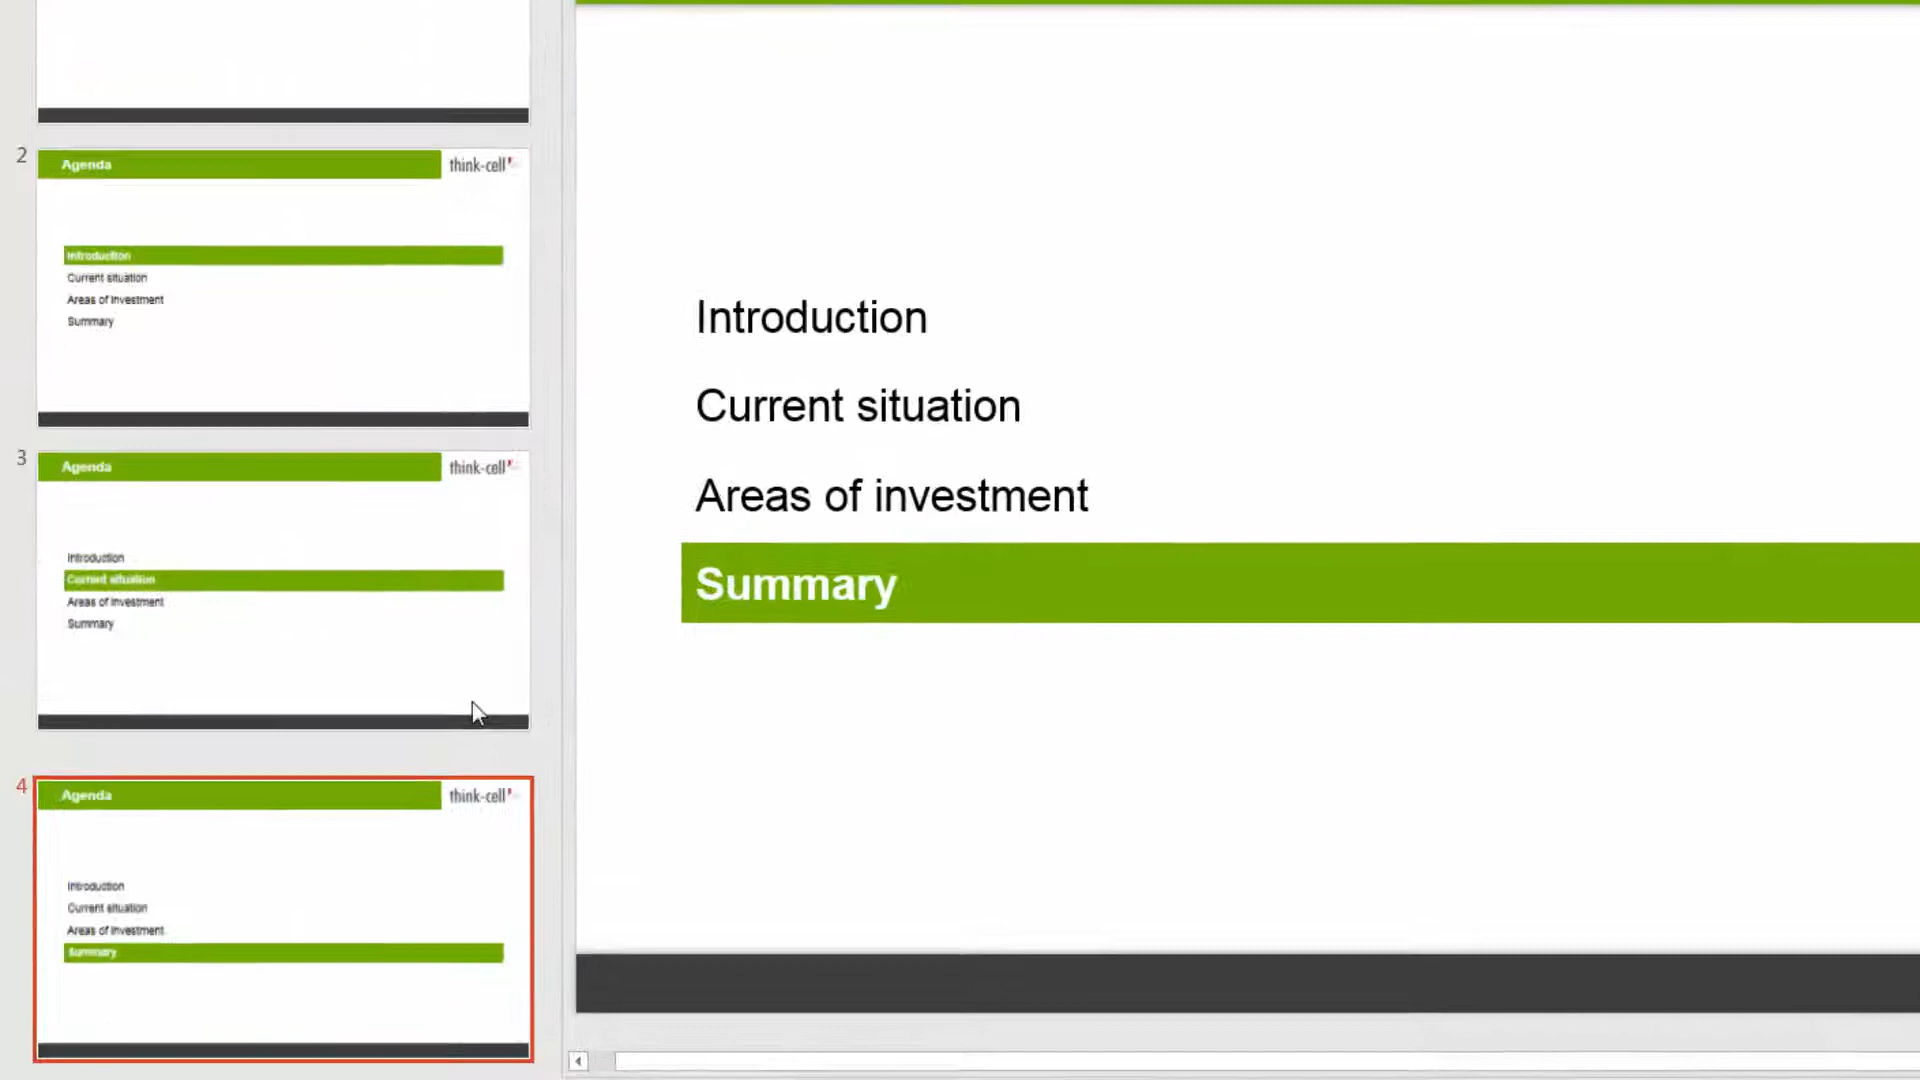 2
Agenda
think-cell
Introduction
Current situation
Areas of investment
Summary
3
Agenda
think-cell
Introduction
Current situation
Areas of investment
Summary
4
Agenda
think-cell
Introduction
Current situation
Areas of investment
Summary
Introduction
Current situation
Areas of investment
Summary